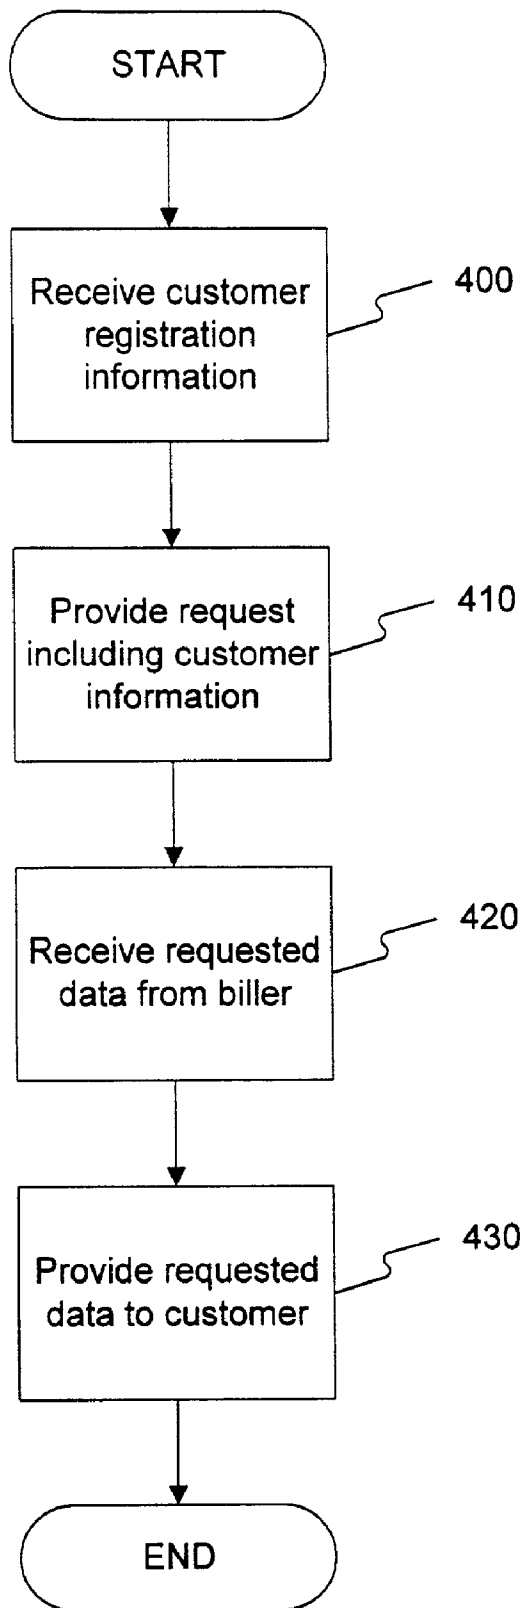 START
Receive customer
registration
information
400
Provide request
including customer
information
410
Receive requested
data from biller
420
Provide requested
data to customer
430
END